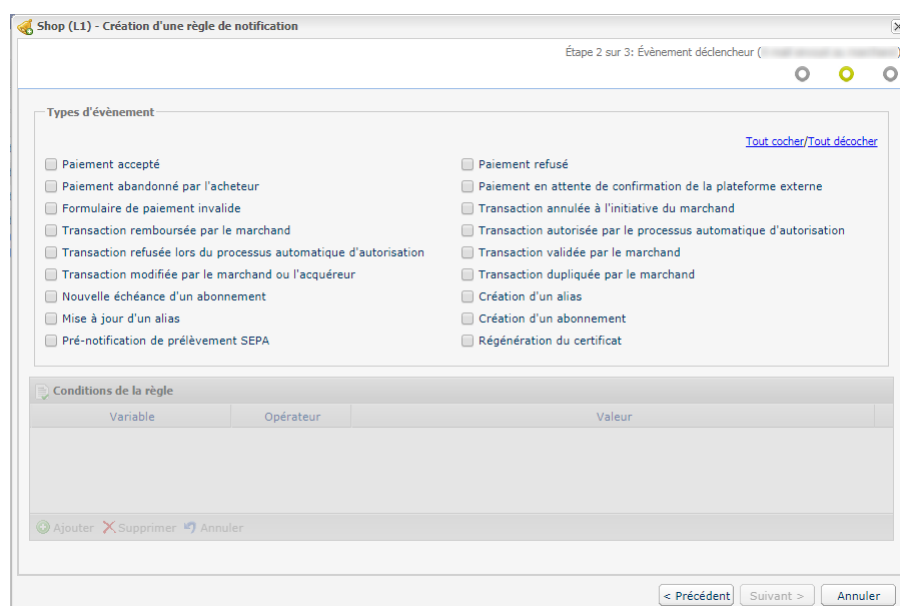 Shop (L1) - Création d'une règle de notification
Étape 2 sur 3: Évènement déclencheur (
)
Types d'évènement
Tout cocher/Tout décocher
Paiement accepté
Paiement refusé
Paiement abandonné par l'acheteur
Paiement en attente de confirmation de la plateforme externe
Formulaire de paiement invalide
Transaction annulée à l'initiative du marchand
Transaction remboursée par le marchand
Transaction autorisée par le processus automatique d'autorisation
Transaction refusée lors du processus automatique d'autorisation
Transaction validée par le marchand
Transaction modifiée par le marchand ou l'acquéreur
Transaction dupliquée par le marchand
Nouvelle échéance d'un abonnement
Création d'un alias
Mise à jour d'un alias
Création d'un abonnement
Pré-notification de prélèvement SEPA
Régénération du certificat
Conditions de la règle
Variable Opérateur Valeur
Ajouter Supprimer Annuler
< Précédent Suivant > Annuler